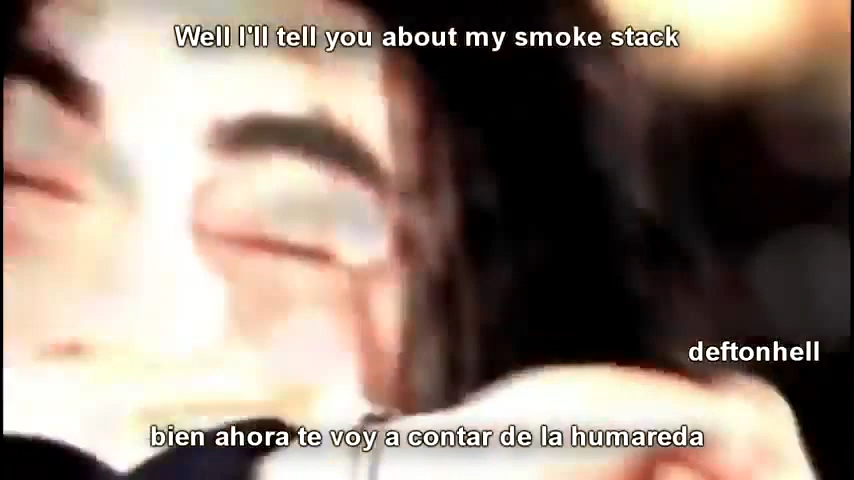 Well I'll tell you about my smoke stack
deftonhell
bien ahora te voy a contar de la humareda